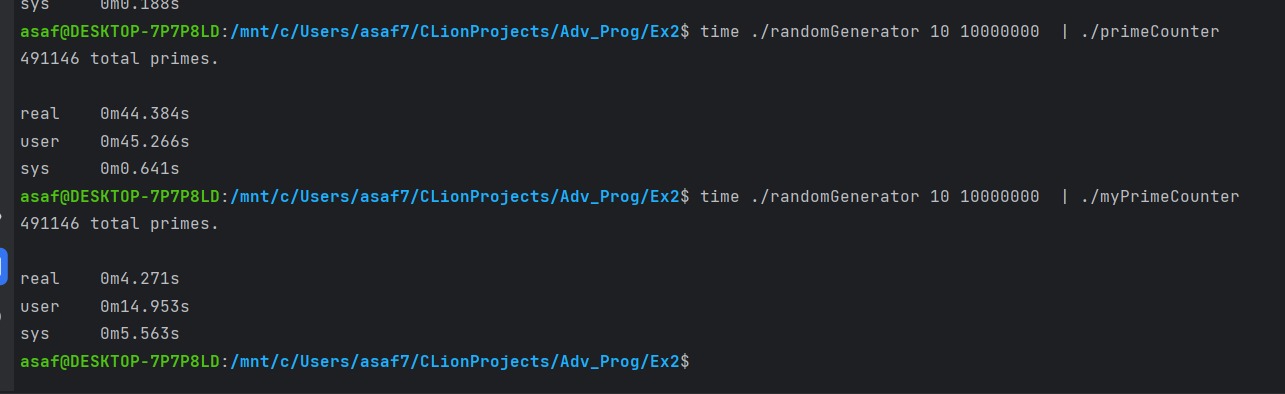 sys     0m0.188s
asaf@DESKTOP-7P7P8LD:/mnt/c/Users/asaf7/CLionProjects/Adv_Prog/Ex2$ time ./randomGenerator 10 10000000  | ./primeCounter
491146 total primes.
real    0m44.384s
user    0m45.266s
sys     0m0.641s
asaf@DESKTOP-7P7P8LD:/mnt/c/Users/asaf7/CLionProjects/Adv_Prog/Ex2$ time ./randomGenerator 10 10000000  | ./myPrimeCounter
491146 total primes.
real    0m4.271s
user    0m14.953s
sys     0m5.563s
asaf@DESKTOP-7P7P8LD:/mnt/c/Users/asaf7/CLionProjects/Adv_Prog/Ex2$